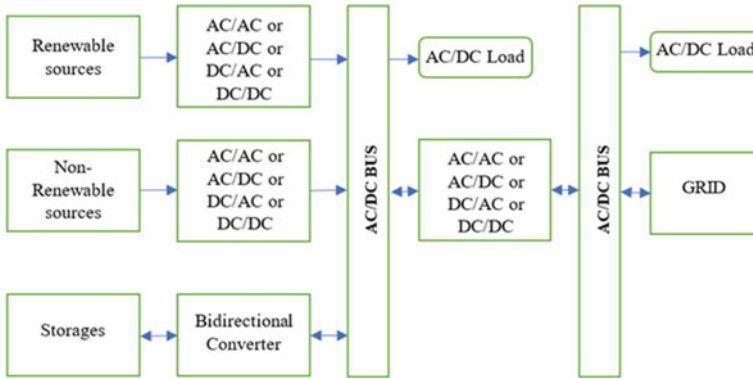 Renewable
sources
AC/AC or
AC/DC or
DC/AC or
DC/DC
AC/DC Load
AC/DC Load
Non-
Renewable
sources
AC/AC or
AC/DC or
DC/AC or
DC/DC
AC/DC BUS
AC/AC or
AC/DC or
DC/AC or
DC/DC
AC/DC BUS
GRID
Storages
Bidirectional
Converter